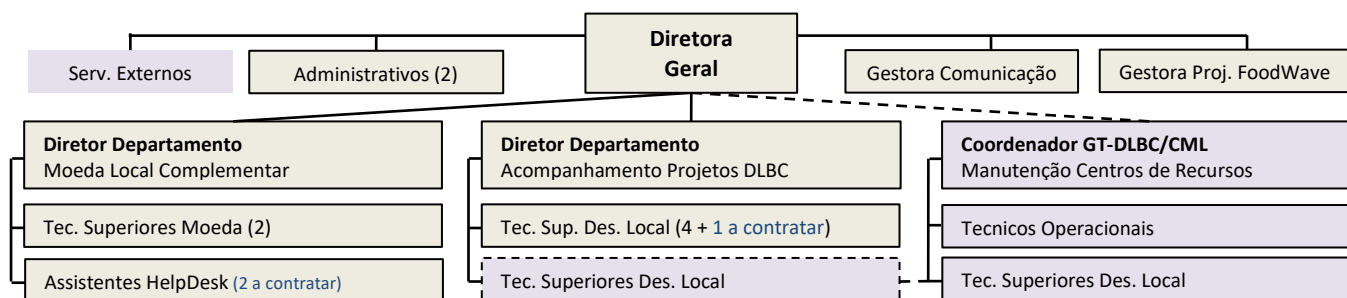 Diretora
Geral
Serv. Externos
Administrativos (2)
Gestora Comunicação
Gestora Proj. FoodWave
Diretor Departamento
Moeda Local Complementar
Diretor Departamento
Acompanhamento Projetos DLBC
Coordenador GT-DLBC/CML
Manutenção Centros de Recursos
Tec. Superiores Moeda (2)
Tec. Sup. Des. Local (4 + 1 a contratar)
Tecnicos Operacionais
Assistentes HelpDesk (2 a contratar)
Tec. Superiores Des. Local
Tec. Superiores Des. Local